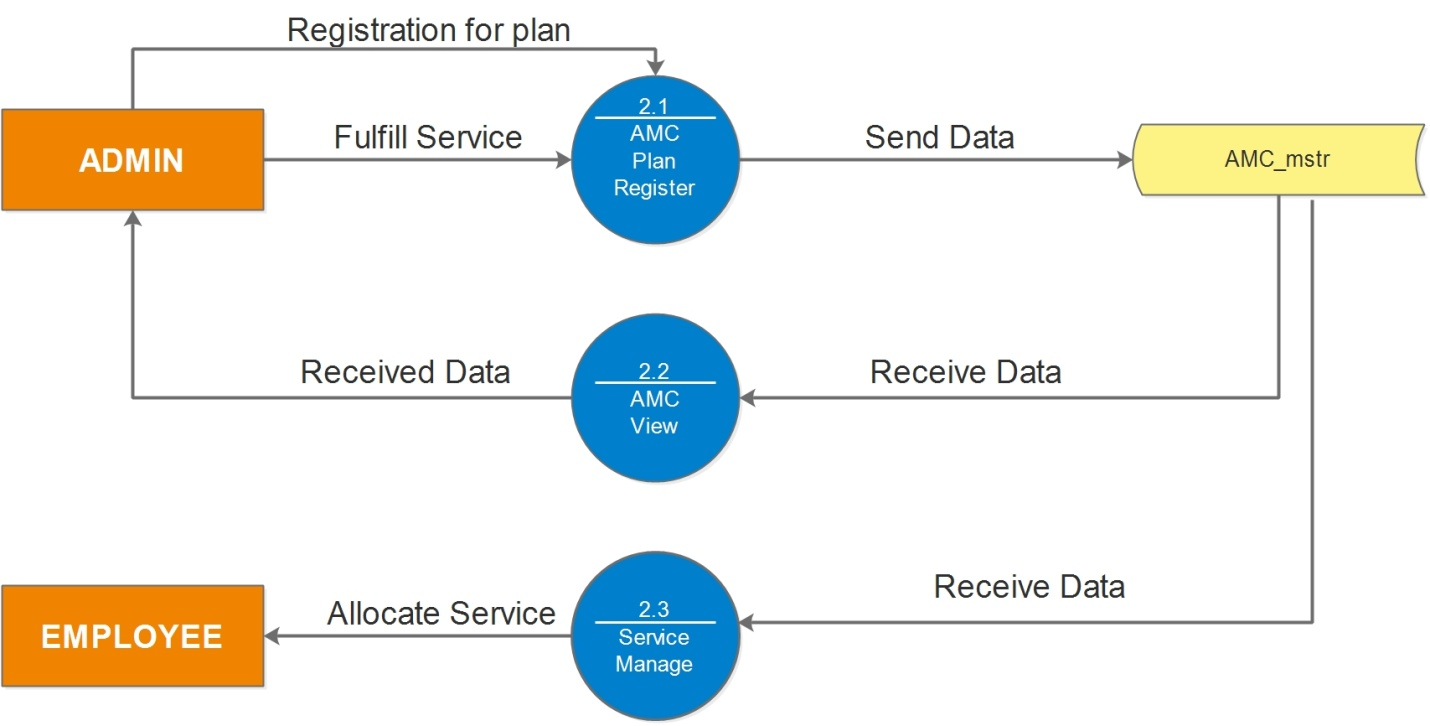 Registration for plan
ADMIN
Fulfill Service
2.1
AMC
Plan
Register
Send Data
AMC_mstr
Received Data
2.2
AMC
View
Receive Data
EMPLOYEE
Allocate Service
2.3
Service
Manage
Receive Data